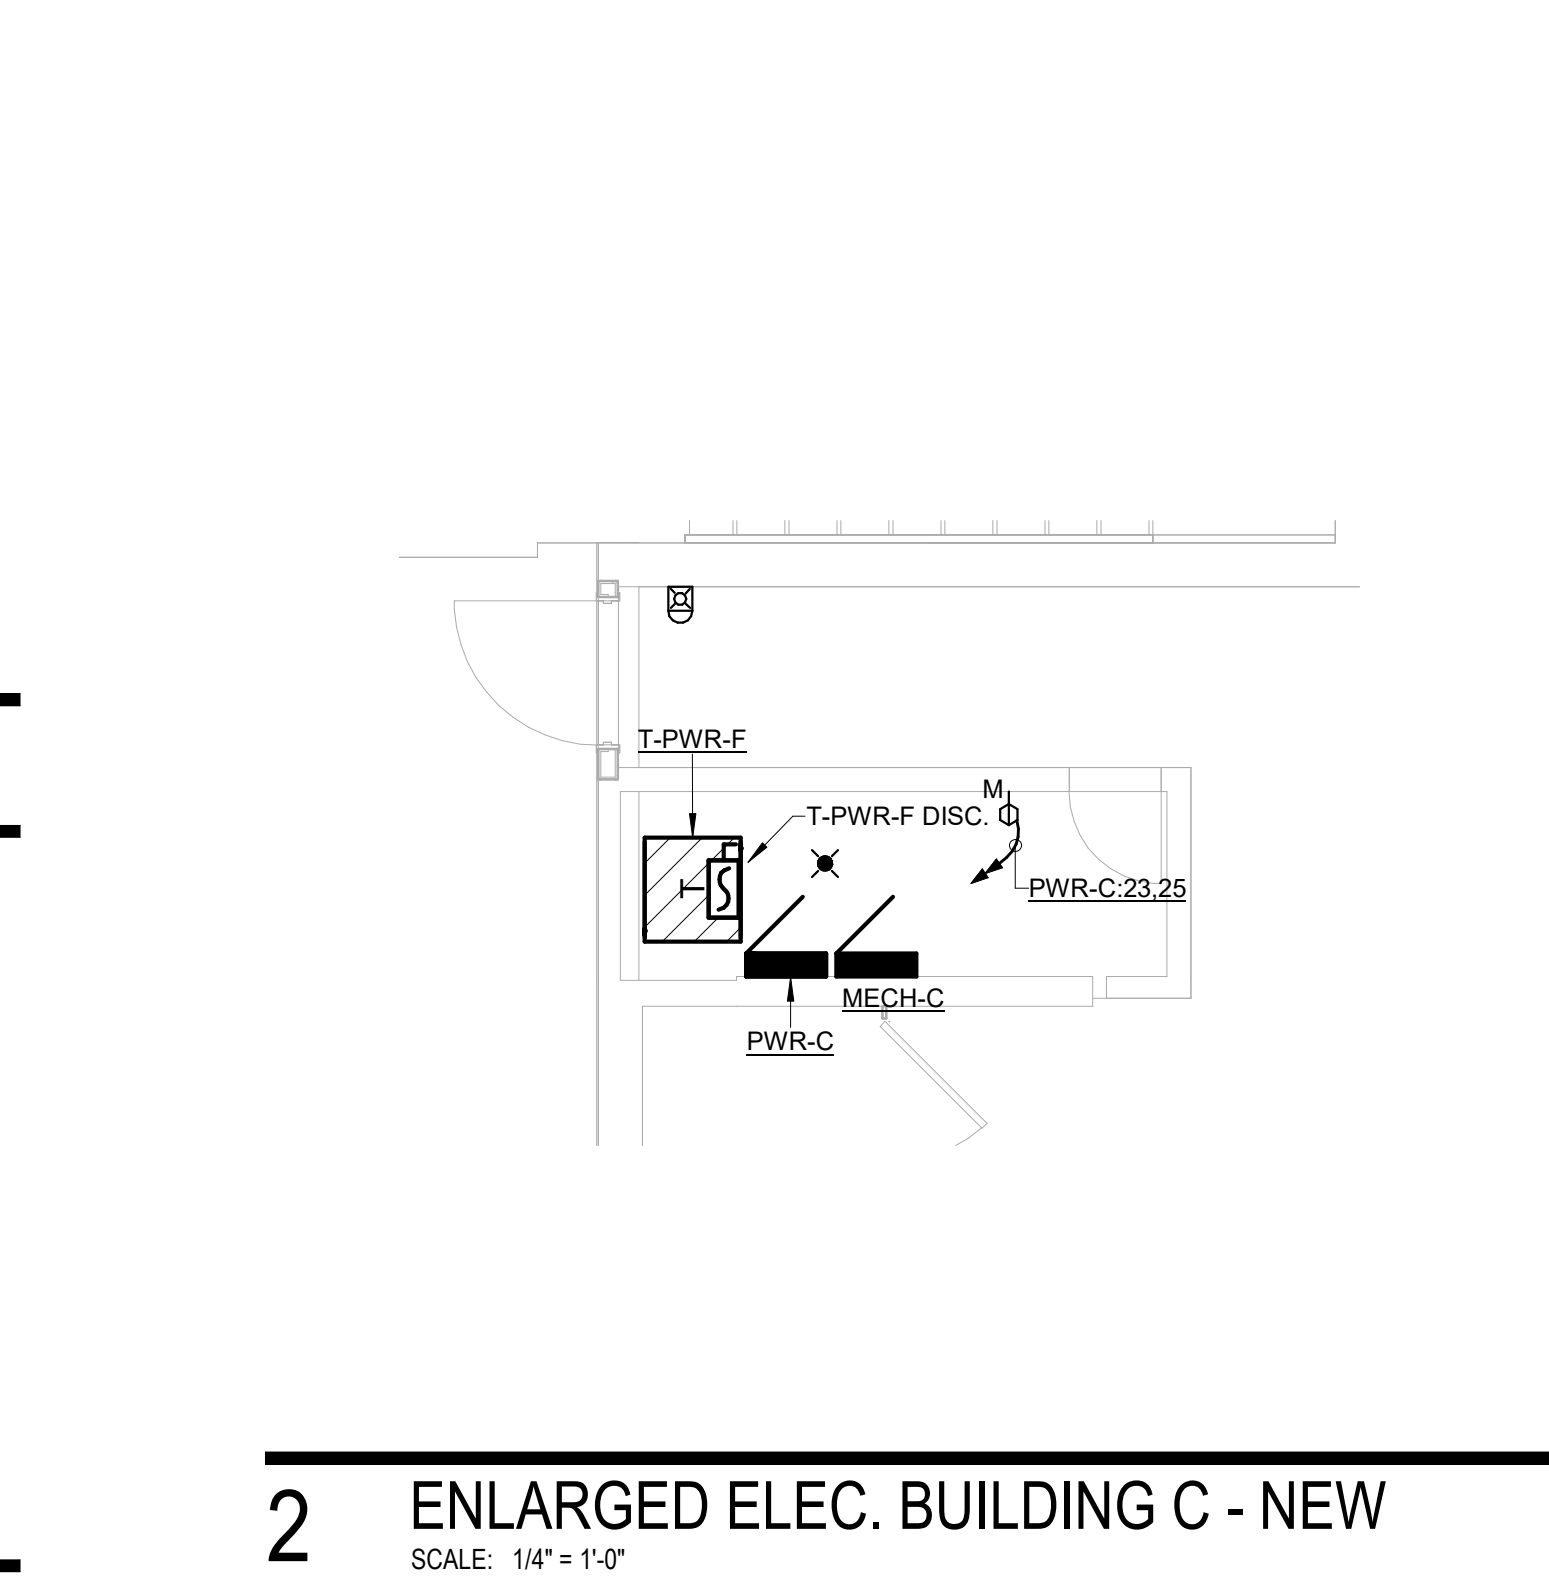 T-PWR-F
M
T-PWR-F DISC.
PWR-C:23,25
MECH-C
PWR-C
2
ENLARGED ELEC. BUILDING C - NEW
SCALE: 1/4" = 1'-0"